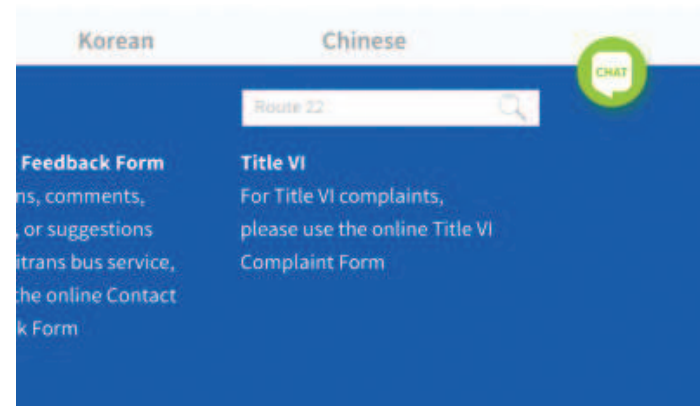 Korean
Chinese
CHAT
Route 22
Feedback Form
ns, comments,
, or suggestions
itrans bus service,
the online Contact
k Form
Title VI
For Title VI complaints,
please use the online Title VI
Complaint Form